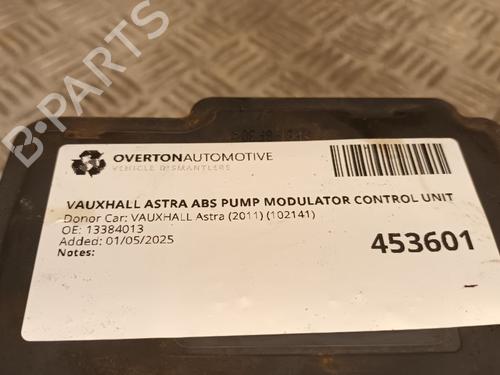 B-PARTS
OVERTONAUTOMOTIVE
VEHICLE DISMANTLERS
VAUXHALL ASTRA ABS PUMP MODULATOR CONTROL UNIT
Donor Car: VAUXHALL Astra (2011) (102141)
OE: 13384013
Added: 01/05/2025
453601
Notes: